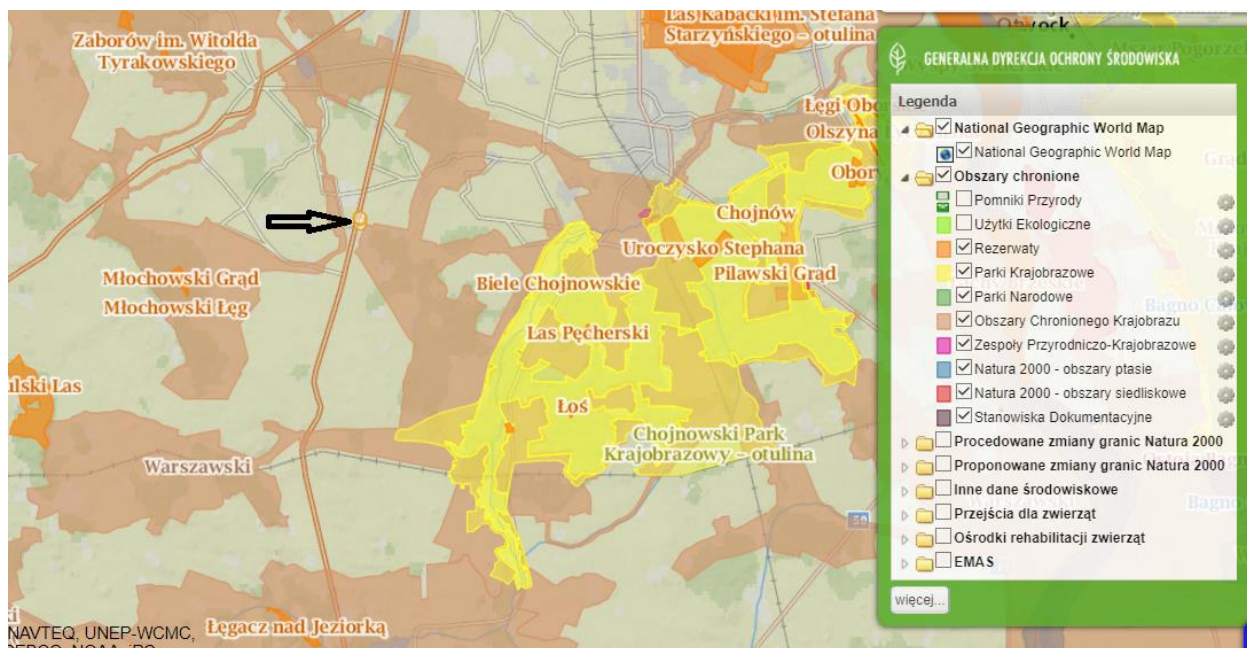 Las Kabacki im. Stefana
Starzyńskiego - otulina
Zaborów im. Witolda
Tyrakowskiego
Łęgi
Olszyna
Chojnów
Uroczysko Stephana
Pilawski Grąd
Młochowski Grąd
Młochowski Łęg
Biele Chojnowskie
Las Pęcherski
Las
Łoś
Chojnowski Park
Krajobrazowy - otulina
Warszawski
50
Łęgacz nad Jeziorką
NAVTEQ, UNEP-WCMC,
GENERALNA DYREKCJA OCHRONY ŚRODOWISKA
Legenda
National Geographic World Map
National Geographic World Map
Obszary chronione
Pomniki Przyrody
Użytki Ekologiczne
Rezerwaty
Parki Krajobrazowe
Parki Narodowe
Obszary Chronionego Krajobrazu
Zespoły Przyrodniczo-Krajobrazowe
Natura 2000 - obszary ptasie
Natura 2000 - obszary siedliskowe
Stanowiska Dokumentacyjne
Procedowane zmiany granic Natura 2000
Proponowane zmiany granic Natura 2000
Inne dane środowiskowe
Przejścia dla zwierząt
Ośrodki rehabilitacji zwierząt
EMAS
więcej...